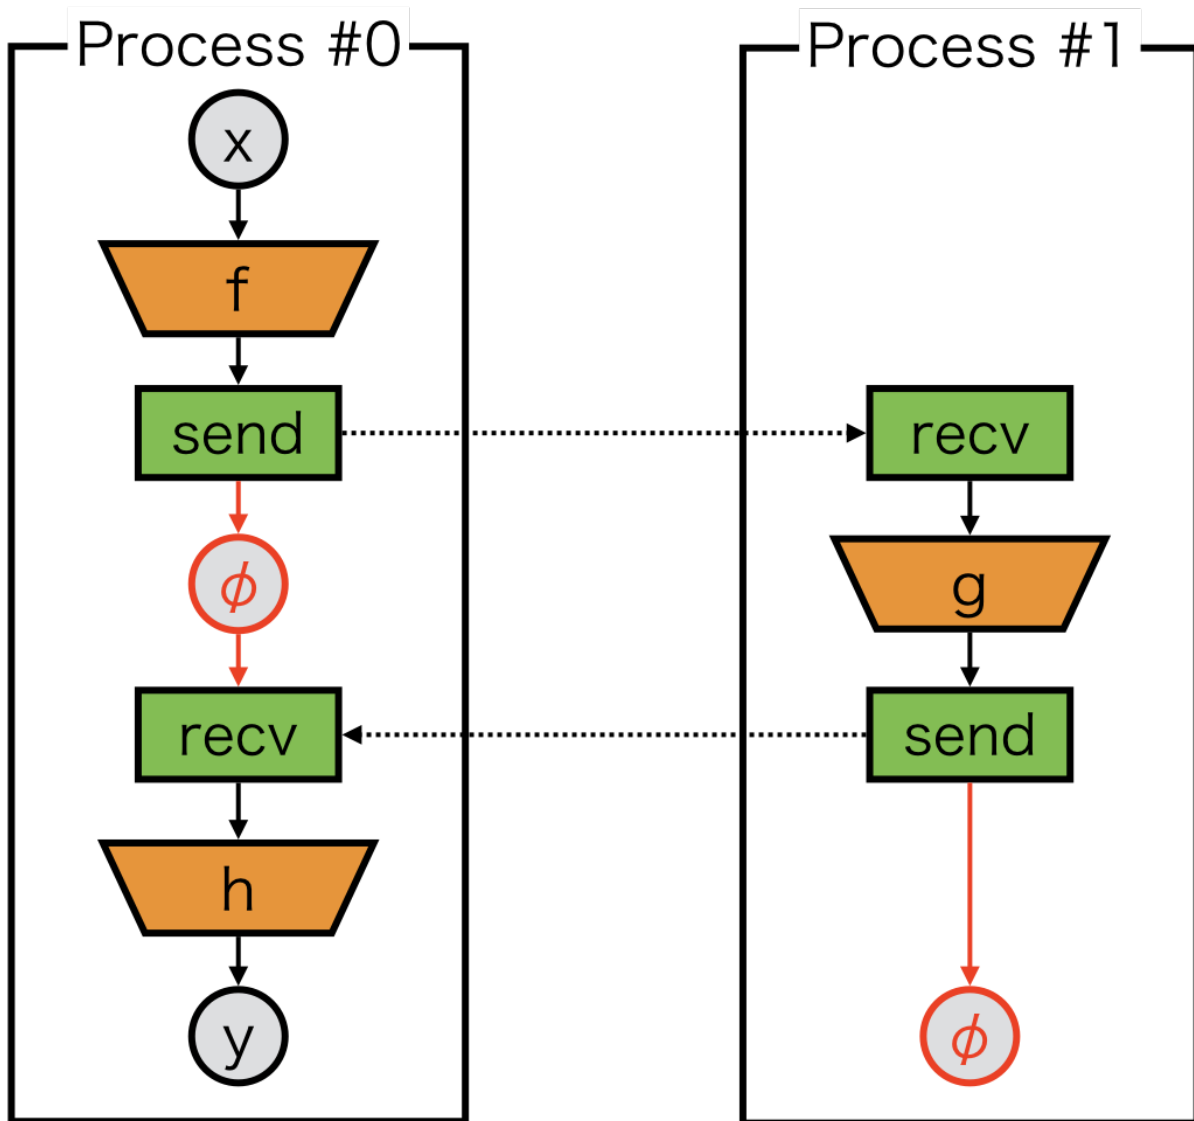 Process #0
x
f
send
ϕ
recv
h
y
Process #1
recv
g
send
ϕ